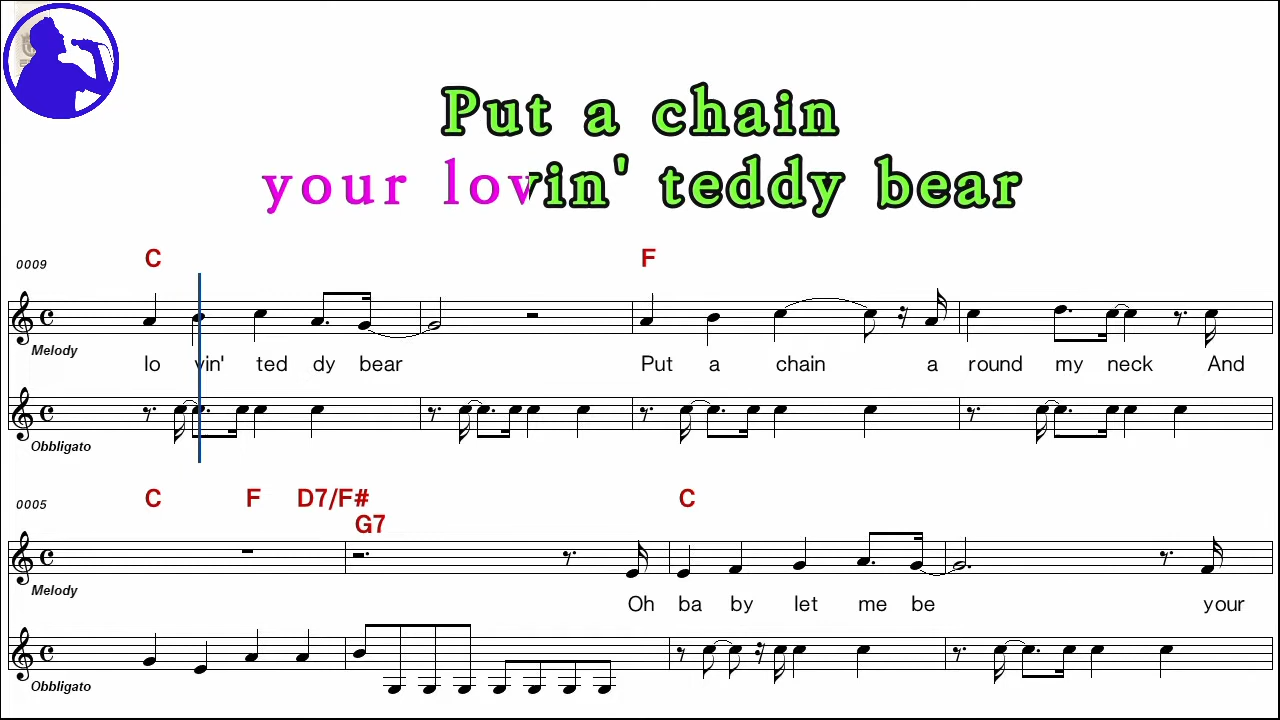 Put a chain
your lovin' teddy bear
C F
0009
Melody
lo vin' ted dy bear Put a chain a round my neck And
Obbligato
C F D7/F# C
0005
G7
Melody
Oh ba by let me be your
Obbligato